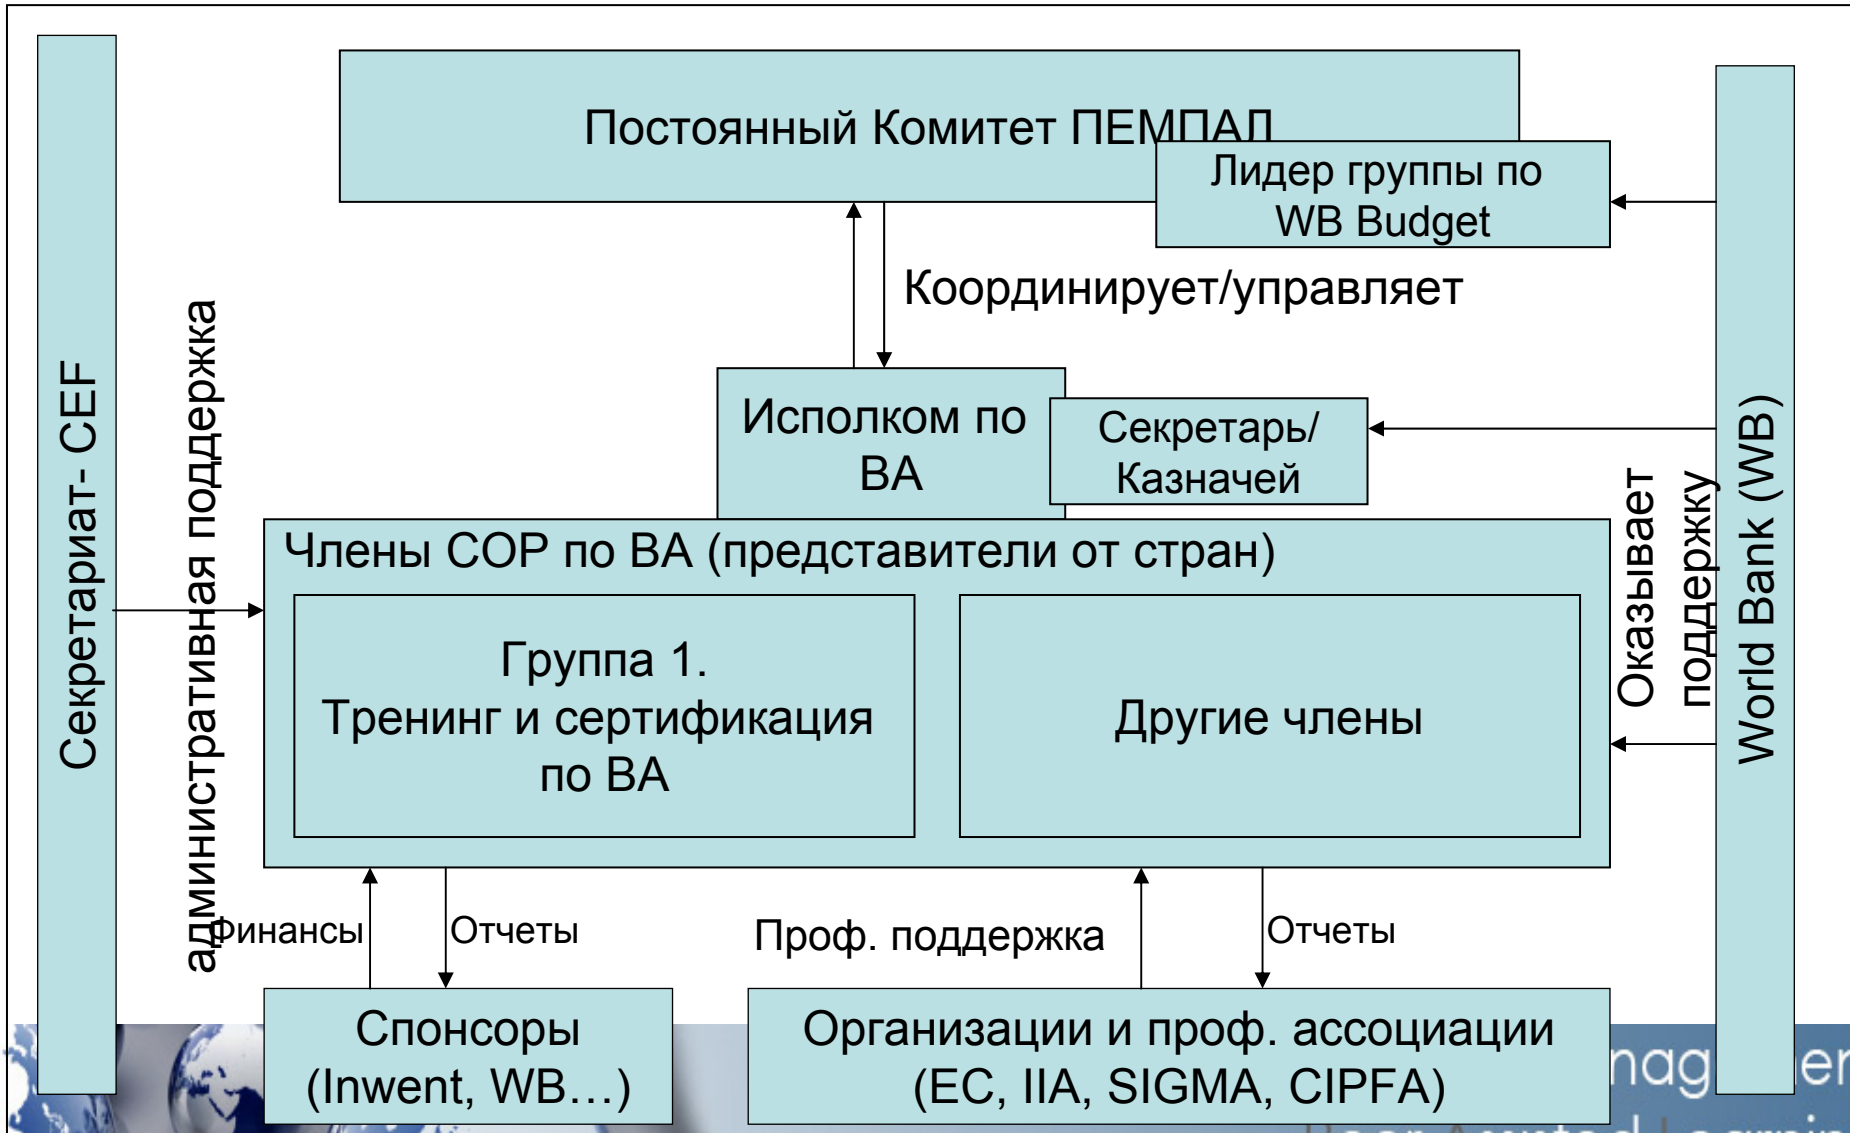 Постоянный Комитет ПЕМПАЛ
Лидер группы по
WB Budget
Координирует/управляет
Секретариат- CEF
административная поддержка
Исполком по
ВА
Секретарь/
Казначей
Оказывает
поддержку
World Bank (WB)
Члены СОР по ВА (представители от стран)
Группа 1.
Тренинг и сертификация
по ВА
Другие члены
Финансы
Отчеты
Проф. поддержка
Отчеты
Спонсоры
(Inwent, WB…)
Организации и проф. ассоциации
(EC, IIA, SIGMA, CIPFA)